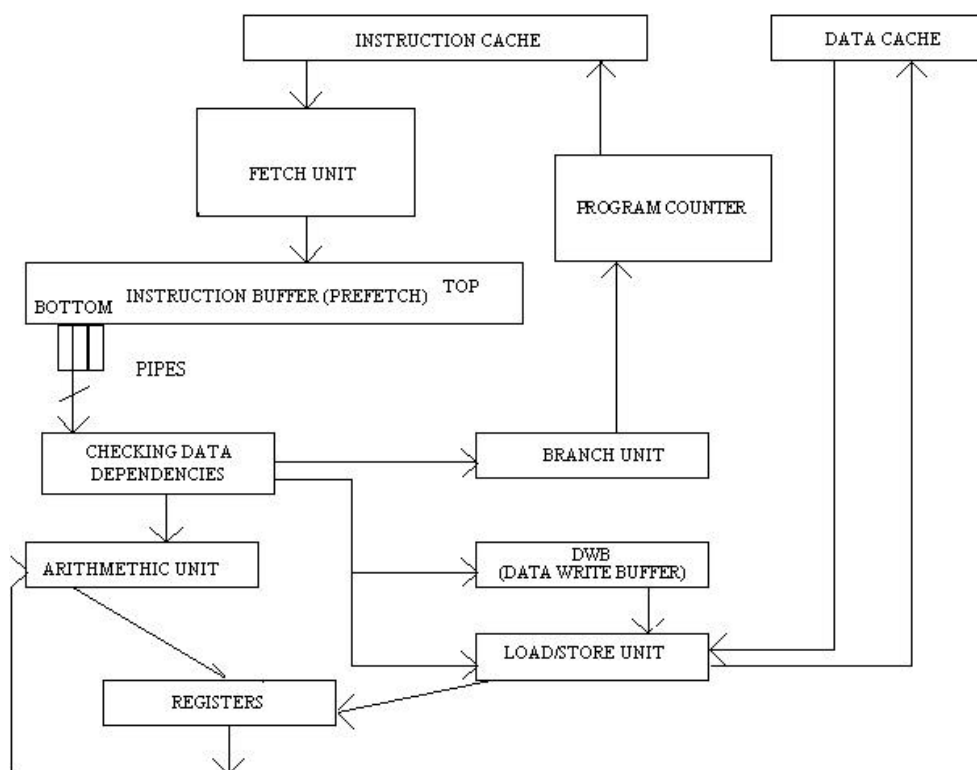 INSTRUCTION CACHE
DATA CACHE
FETCH UNIT
PROGRAM COUNTER
TOP
INSTRUCTION BUFFER (PREFETCH)
BOTTOM
PIPES
CHECKING DATA
DEPENDENCIES
BRANCH UNIT
ARITHMETHIC UNIT
DWB
(DATA WRITE BUFFER)
LOAD/STORE UNIT
REGISTERS